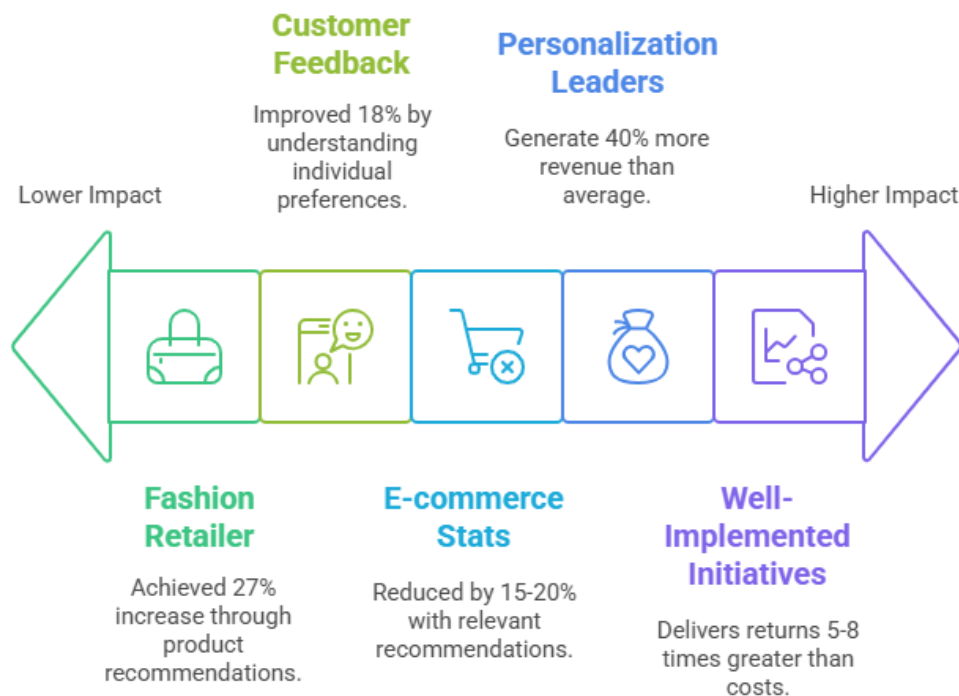 Customer
Feedback
Improved 18% by
understanding
individual
preferences.
Personalization
Leaders
Generate 40% more
revenue than
average.
Lower Impact
Higher Impact
Fashion
Retailer
Achieved 27%
increase through
product
recommendations.
E-commerce
Stats
Reduced by 15-20%
with relevant
recommendations.
Well-
Implemented
Initiatives
Delivers returns 5-8
times greater than
costs.